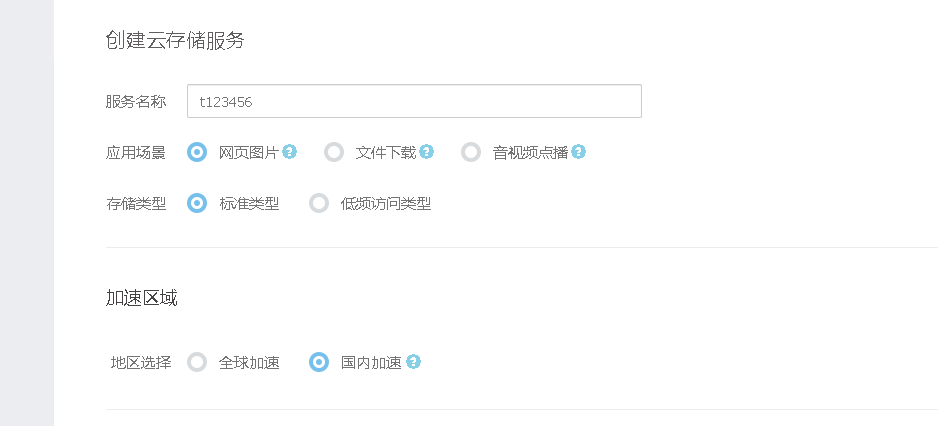 创建云存储服务
服务名称 t123456
应用场景 网页图片 ? 文件下载 ? 音视频点播 ?
存储类型 标准类型 低频访问类型
加速区域
地区选择 全球加速 国内加速 ?